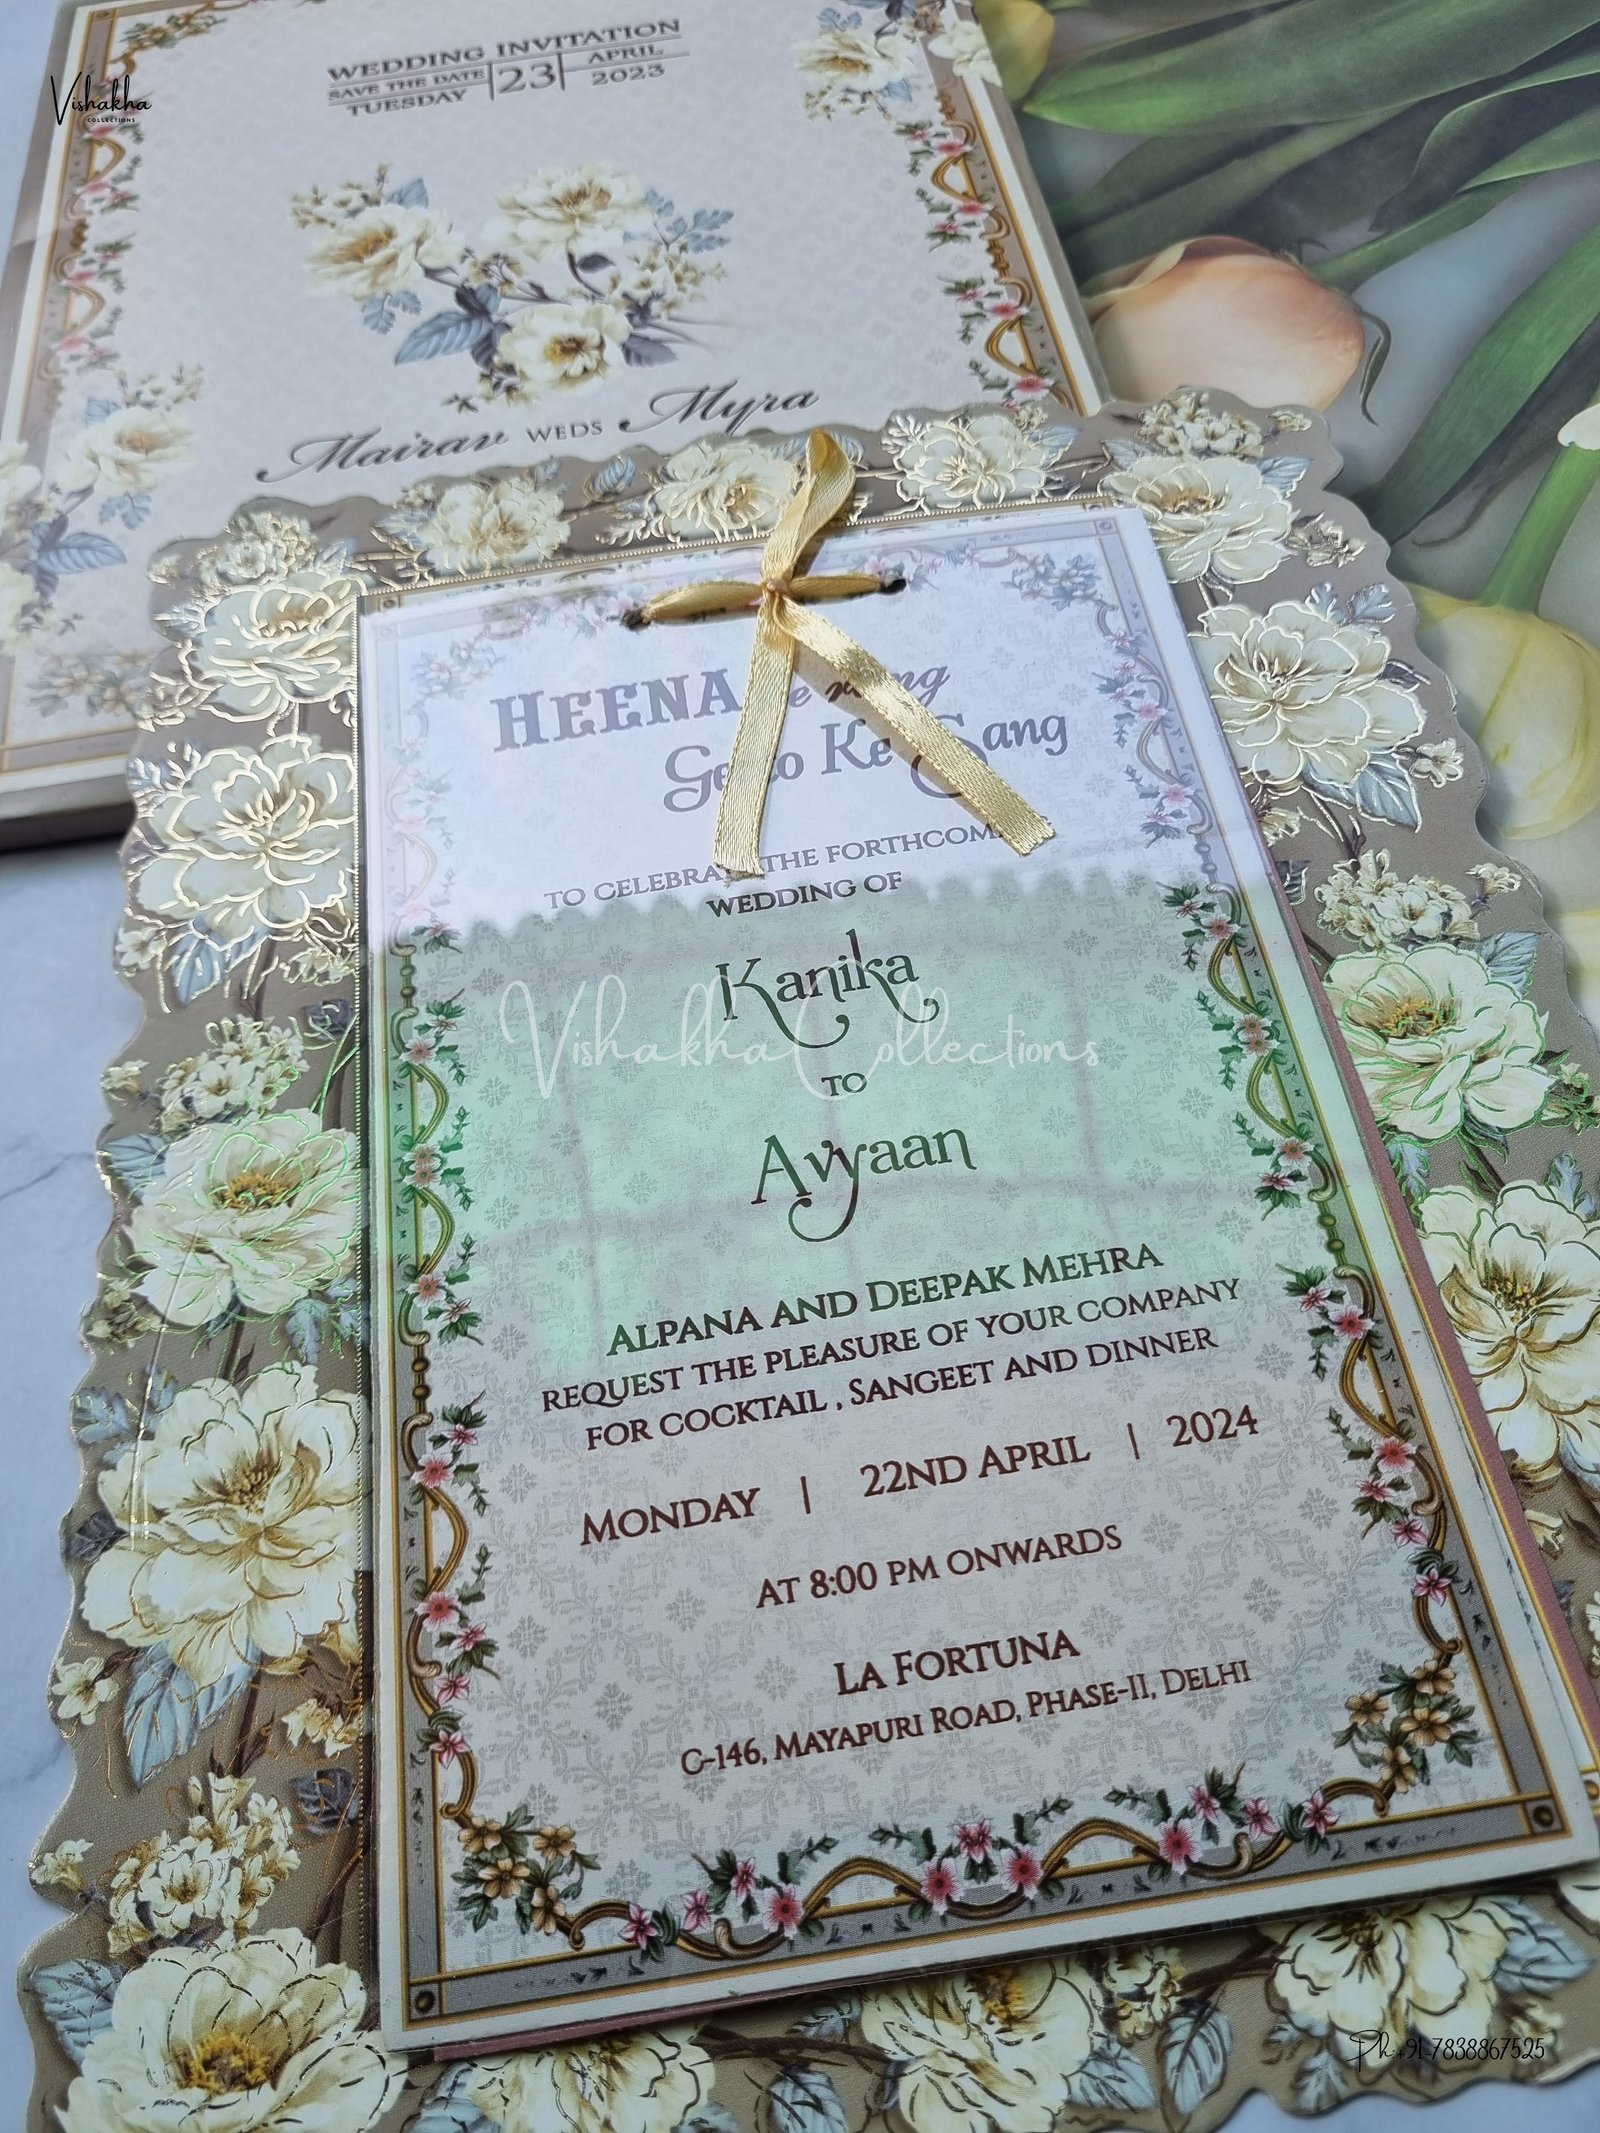 Vishakha
COLLECTIONS
WEDDING INVITATION
SAVE THE DATE
TUESDAY
23
APRIL
2023
Mairav WEDS Myra
HEENA
Ke Sang
TO CELEBRATE THE FORTHCOMING
WEDDING OF
Kanika
Vishakha Collections
TO
Avyaan
ALPANA AND DEEPAK MEHRA
REQUEST THE PLEASURE OF YOUR COMPANY
FOR COCKTAIL , SANGEET AND DINNER
MONDAY | 22ND APRIL | 2024
AT 8:00 PM ONWARDS
LA FORTUNA
C-146, MAYAPURI ROAD, PHASE-II, DELHI
Ph:+91-7838867525